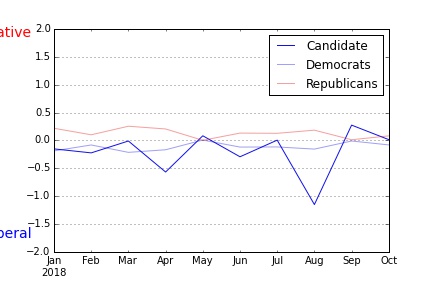 ative
2.0
1.5
1.0
0.5
0.0
−0.5
−1.0
−1.5
−2.0
beral
Candidate
Democrats
Republicans
Jan Feb Mar Apr May Jun Jul Aug Sep Oct
2018